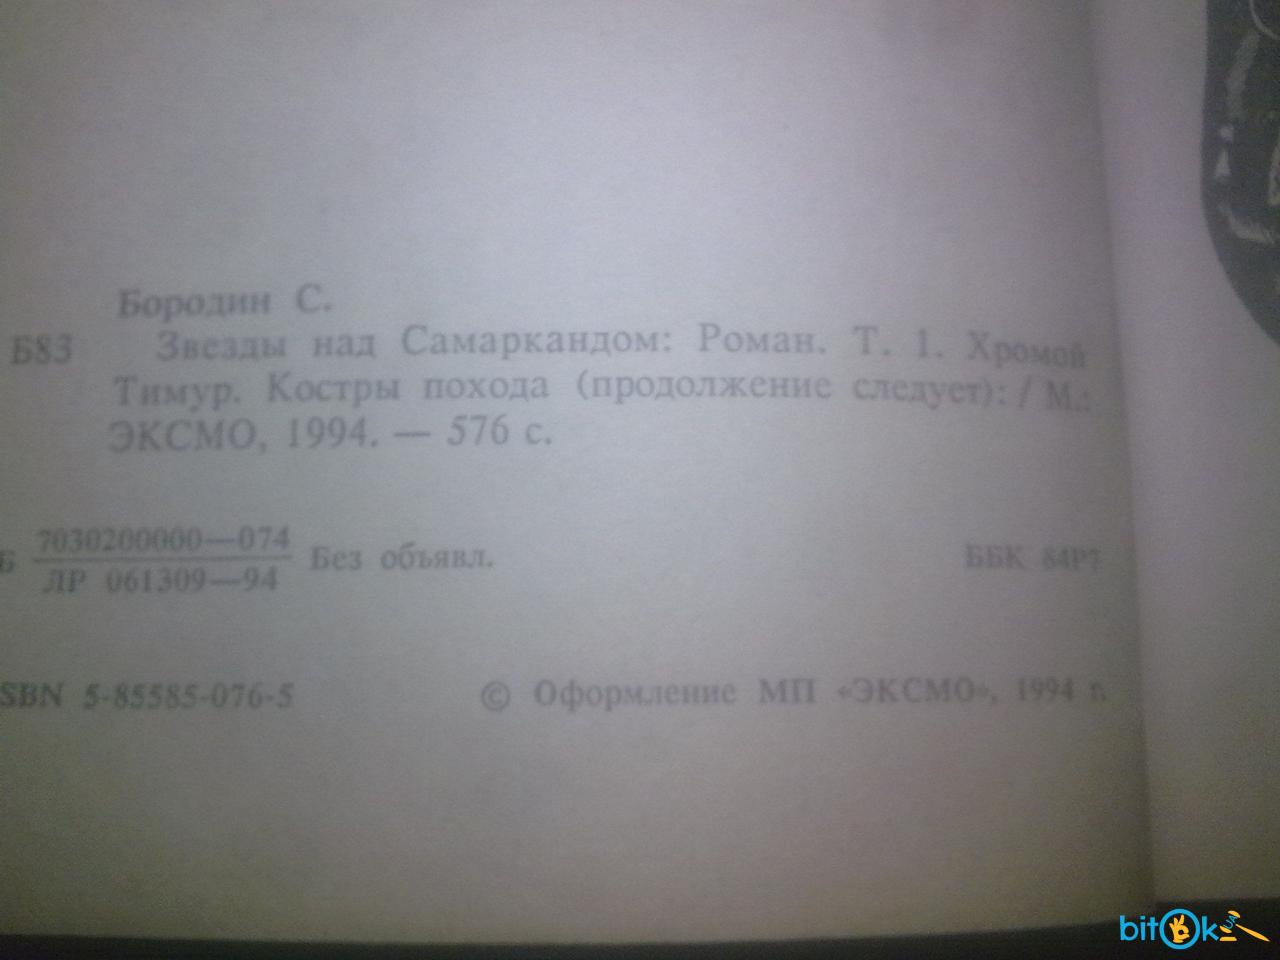 Бородин С.
Б83 Звезды над Самаркандом: Роман. Т. 1. Хромой
Тимур. Костры похода (продолжение следует): / М.:
ЭКСМО, 1994. — 576 с.
Б 7030200000—074 Без объявл. ББК 84Р7
ЛР 061309—94
SBN 5-85585-076-5 © Оформление МП «ЭКСМО», 1994 г.
bitOk UA